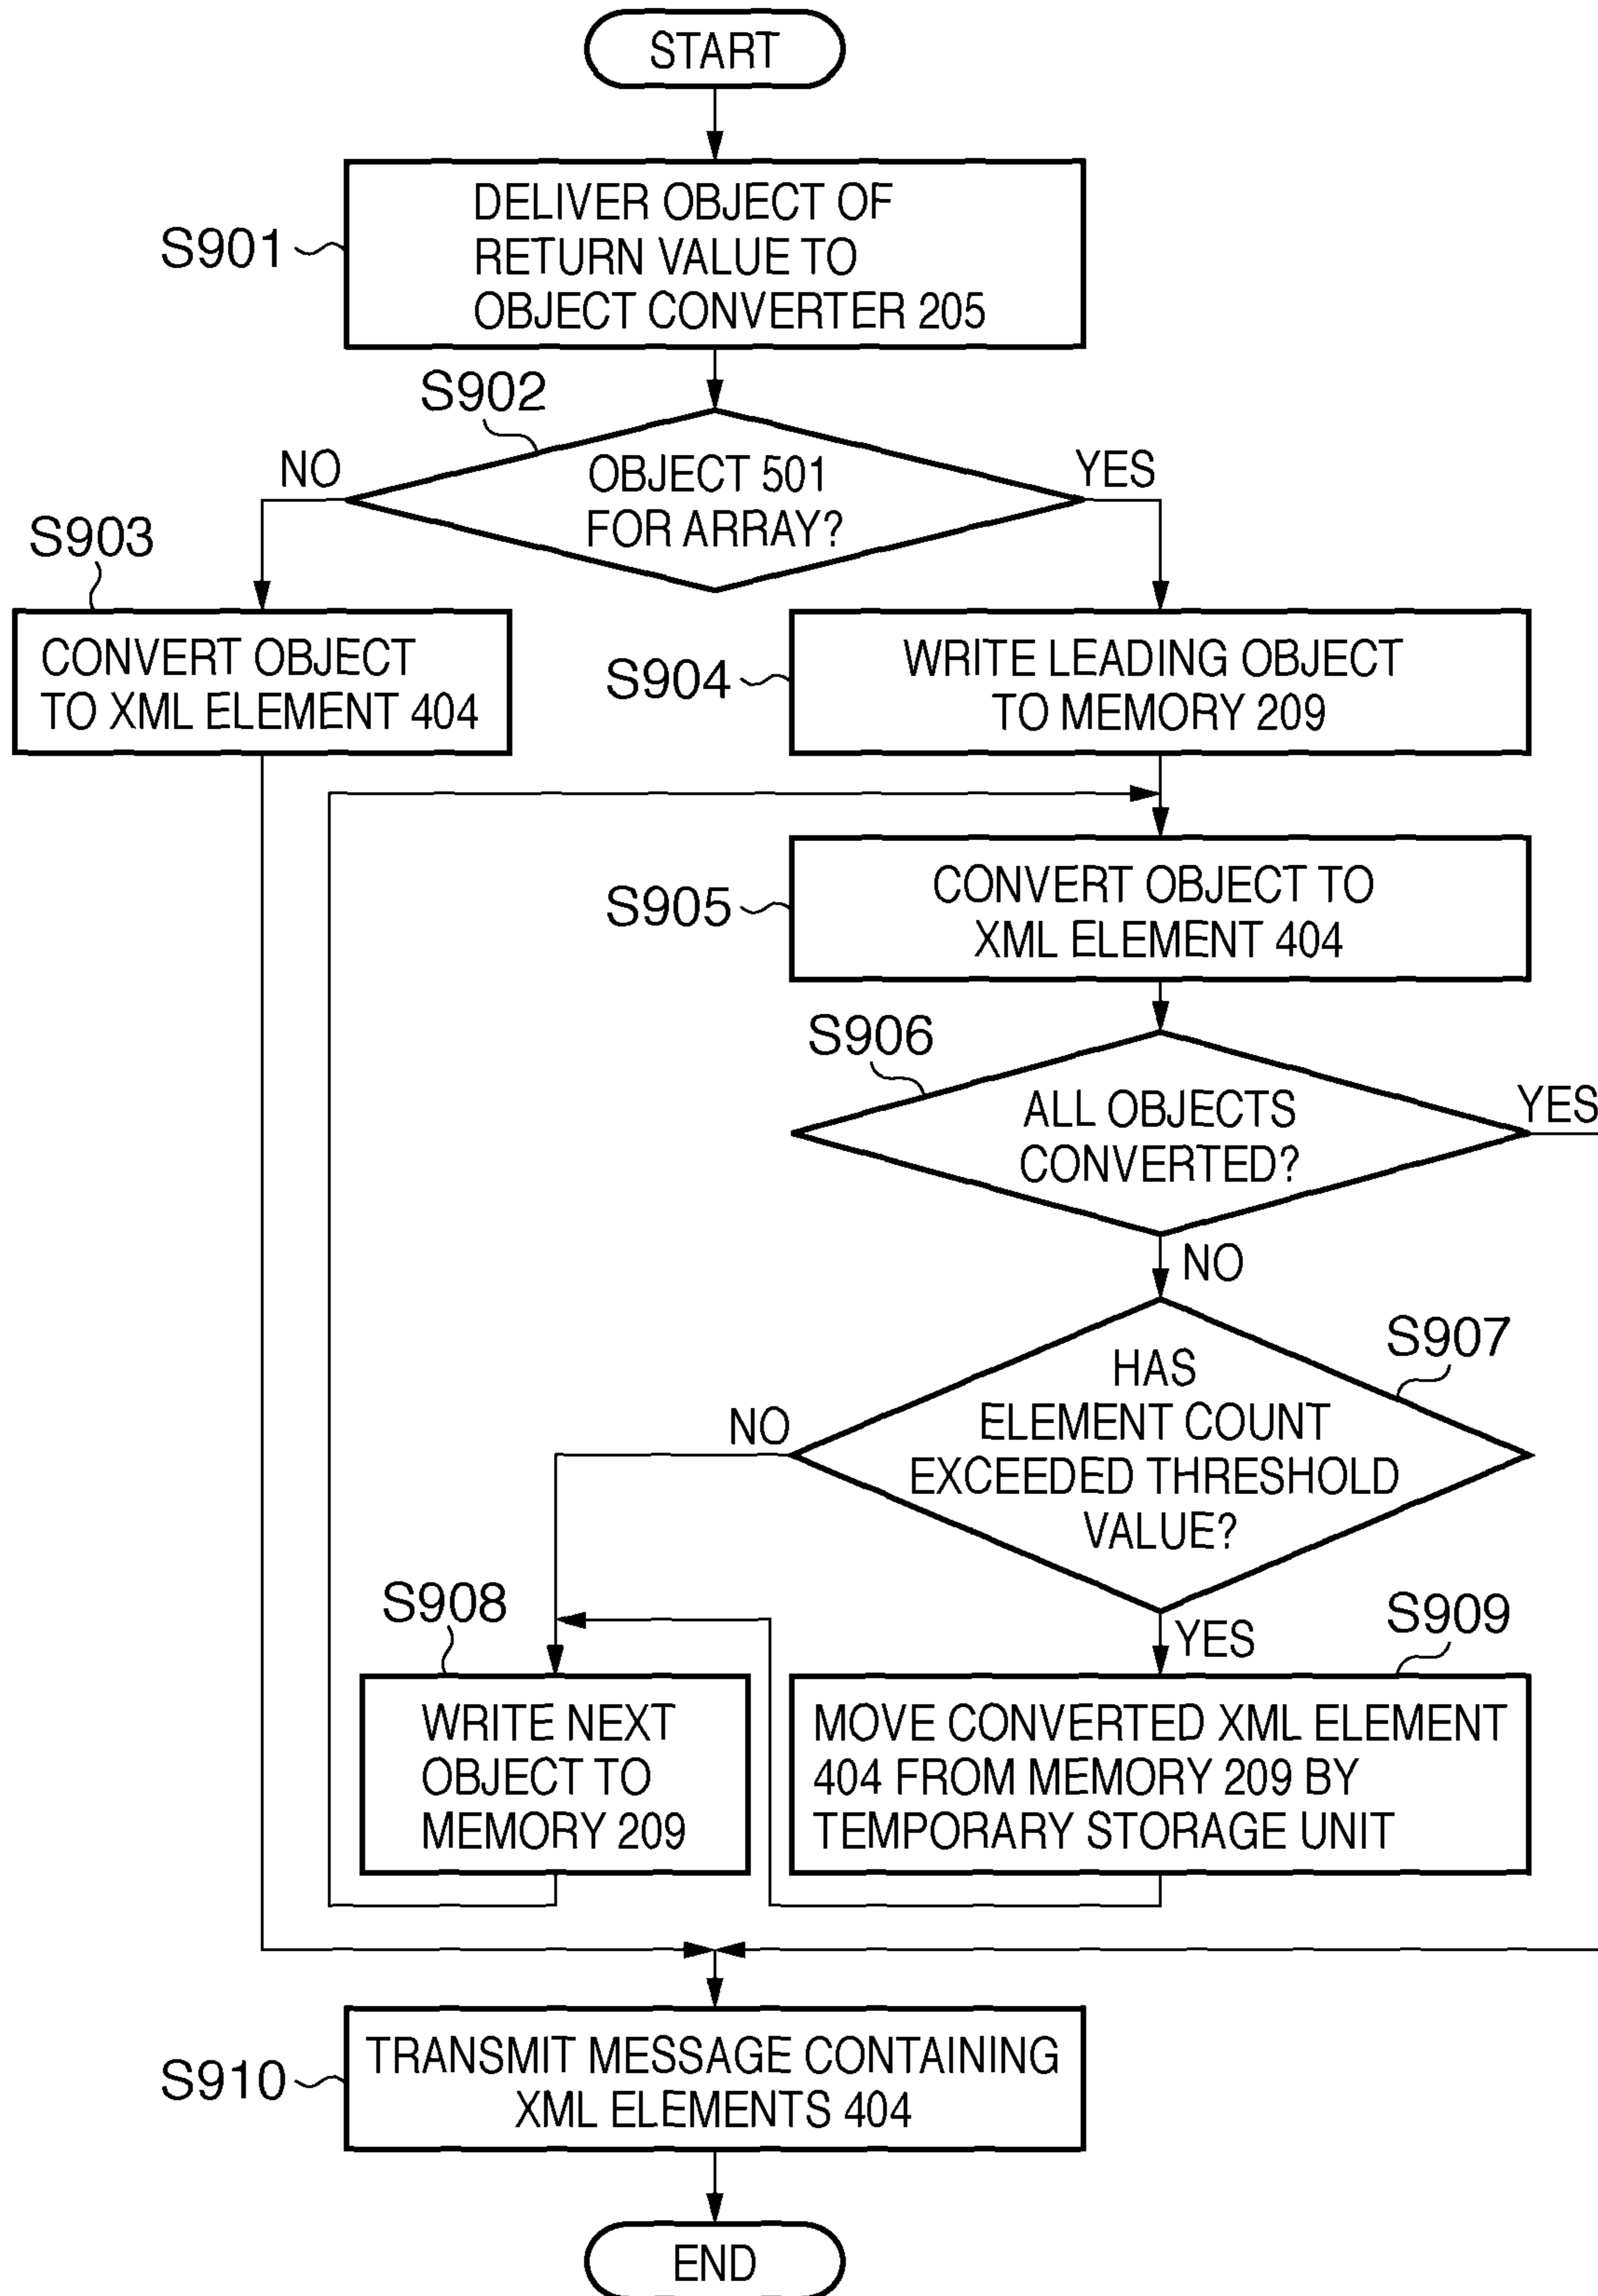 START
S901
DELIVER OBJECT OF
RETURN VALUE TO
OBJECT CONVERTER 205
S902
NO
OBJECT 501
FOR ARRAY?
YES
S903
CONVERT OBJECT
TO XML ELEMENT 404
S904
WRITE LEADING OBJECT
TO MEMORY 209
S905
CONVERT OBJECT TO
XML ELEMENT 404
S906
ALL OBJECTS
CONVERTED?
YES
NO
S907
HAS
ELEMENT COUNT
EXCEEDED THRESHOLD
VALUE?
NO
YES
S908
WRITE NEXT
OBJECT TO
MEMORY 209
S909
MOVE CONVERTED XML ELEMENT
404 FROM MEMORY 209 BY
TEMPORARY STORAGE UNIT
S910
TRANSMIT MESSAGE CONTAINING
XML ELEMENTS 404
END